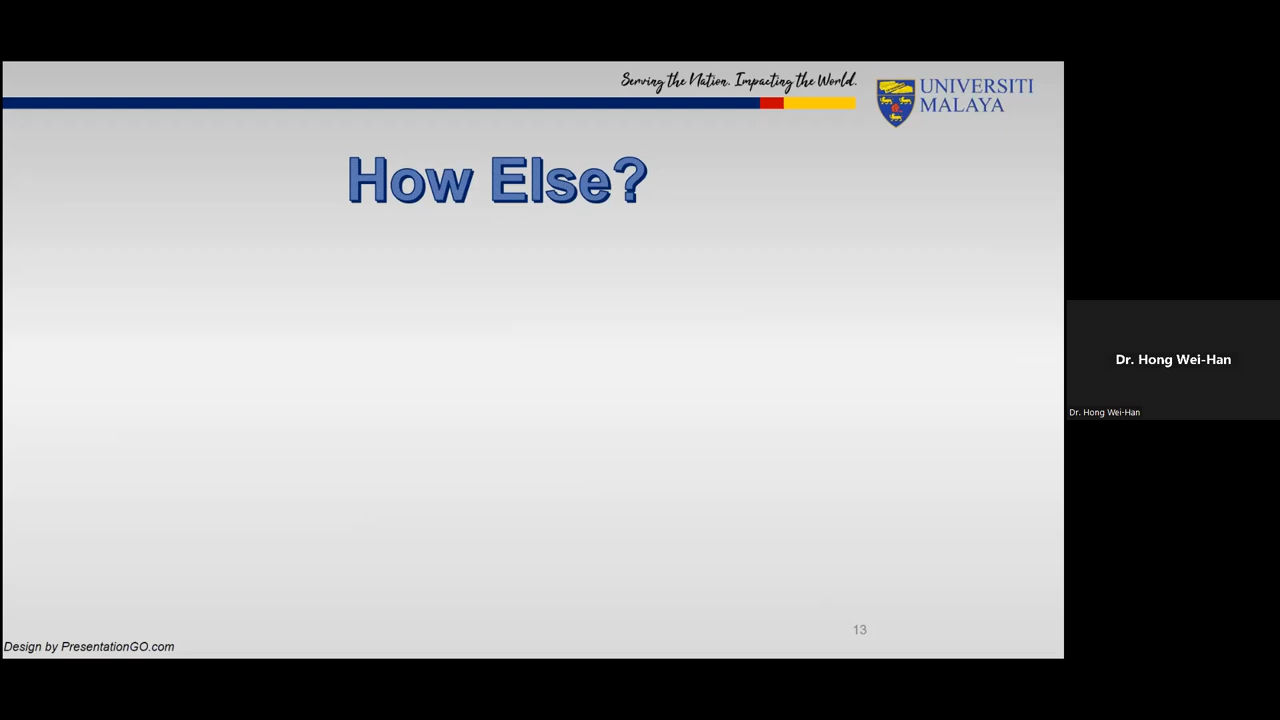 Serving the Nation. Impacting the World.
UNIVERSITI
MALAYA
How Else?
Dr. Hong Wei-Han
Dr. Hong Wei-Han
13
Design by PresentationGO.com